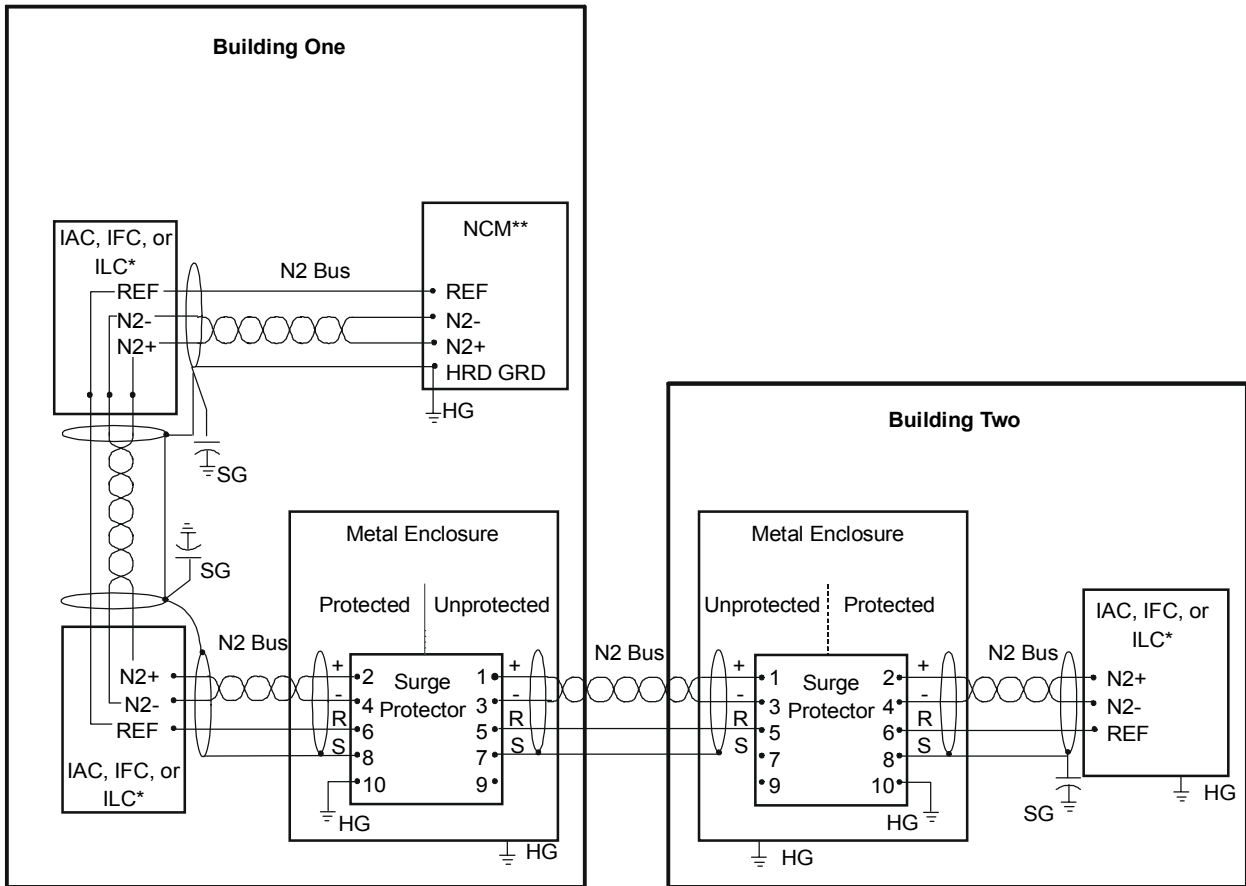 Building One
IAC, IFC, or
ILC*
REF
N2-
N2+
N2 Bus
NCM**
REF
N2-
N2+
HRD GRD
HG
SG
SG
Building Two
Metal Enclosure
Protected
Unprotected
N2 Bus
N2+
N2-
REF
IAC, IFC, or
ILC*
+
-
R
S
2
4
6
8
10
Surge
Protector
1
3
5
7
9
+
-
R
S
HG
HG
N2 Bus
Metal Enclosure
Unprotected
Protected
+
-
R
S
1
3
5
7
9
Surge
Protector
2
4
6
8
10
+
-
R
S
HG
HG
N2 Bus
SG
IAC, IFC, or
ILC*
N2+
N2-
REF
HG